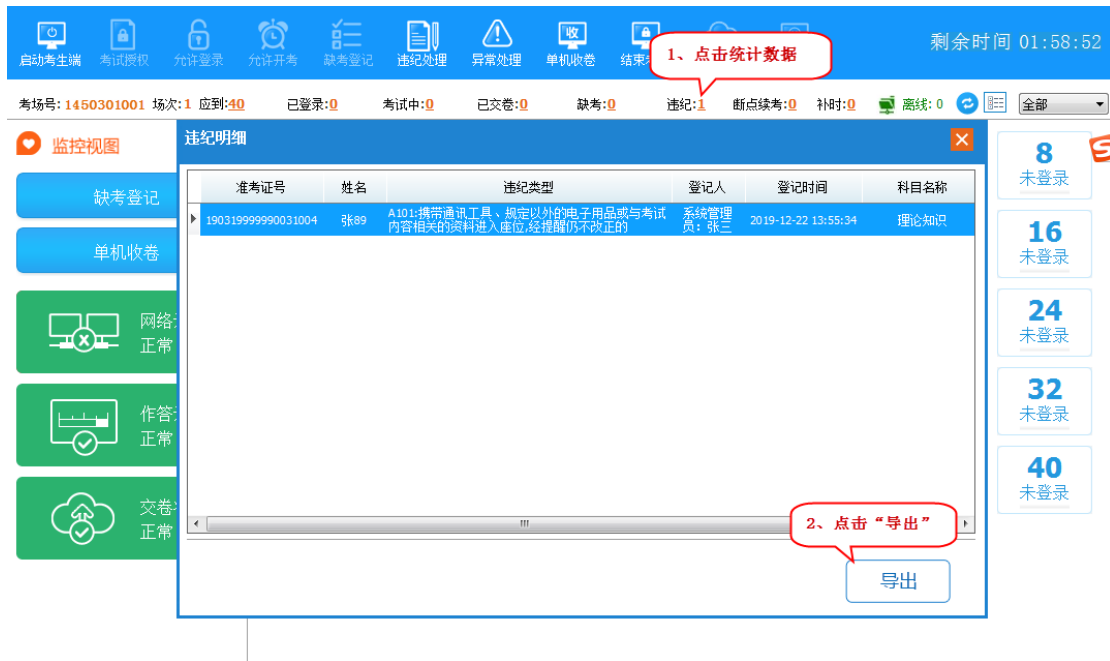 启动考生端 考试授权 允许登录 允许开考 缺考登记 违纪处理 异常处理 单机收卷 结束
收
1、点击统计数据
剩余时间 01:58:52
考场号: 1450301001 场次:1 应到:40 已登录:0 考试中:0 已交卷:0 缺考:0 违纪:1 断点续考:0 补时:0 离线: 0 全部
监控视图
缺考登记
单机收卷
网络
正常
作答
正常
交卷
正常
违纪明细
准考证号 姓名 违纪类型 登记人 登记时间 科目名称
190319999990031004 张89 A101:携带通讯工具、规定以外的电子用品或与考试 系统管理 2019-12-22 13:55:34 理论知识
内容相关的资料进入座位,经提醒仍不改正的 员：张三
2、点击“导出”
导出
8
未登录
16
未登录
24
未登录
32
未登录
40
未登录